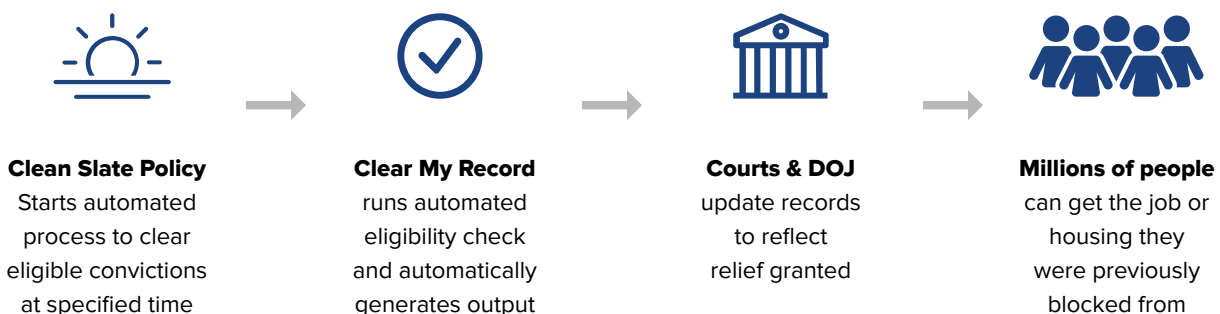 Clean Slate Policy
Starts automated
process to clear
eligible convictions
at specified time
Clear My Record
runs automated
eligibility check
and automatically
generates output
Courts & DOJ
update records
to reflect
relief granted
Millions of people
can get the job or
housing they
were previously
blocked from